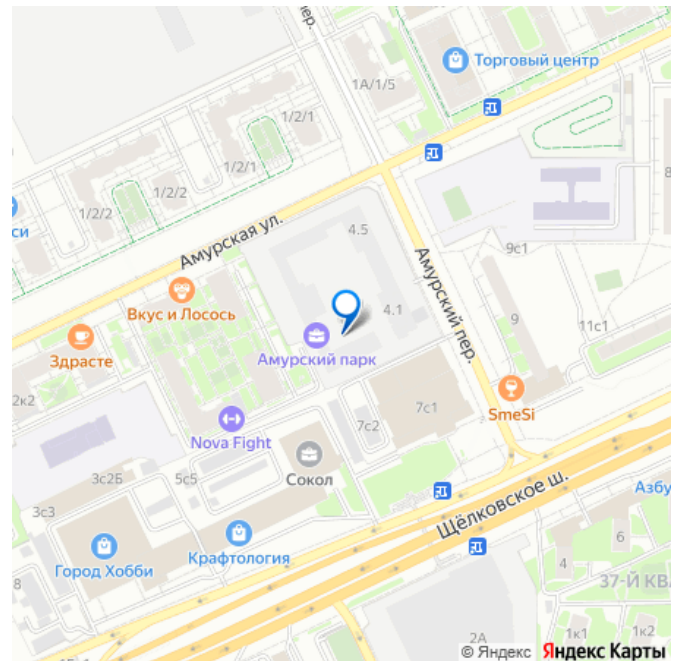 пер.
1А/1/5
Торговый центр
1/2/1
1/2/1
1/2/2
1/2/2
си
8
Амурская ул.
4.5
9с1
Амурский пер.
Вкус и Лосось
4.1
9
11с1
Здрасте
Амурский парк
2к2
SmeSi
7с1
7с2
Nova Fight
Сокол
3с2Б
5с5
3с3
Щёлковское ш.
Азбу
Крафтология
Город Хобби
8
6
4
37-Й КВА
1к1
1к2
2А
© Яндекс Яндекс Карты